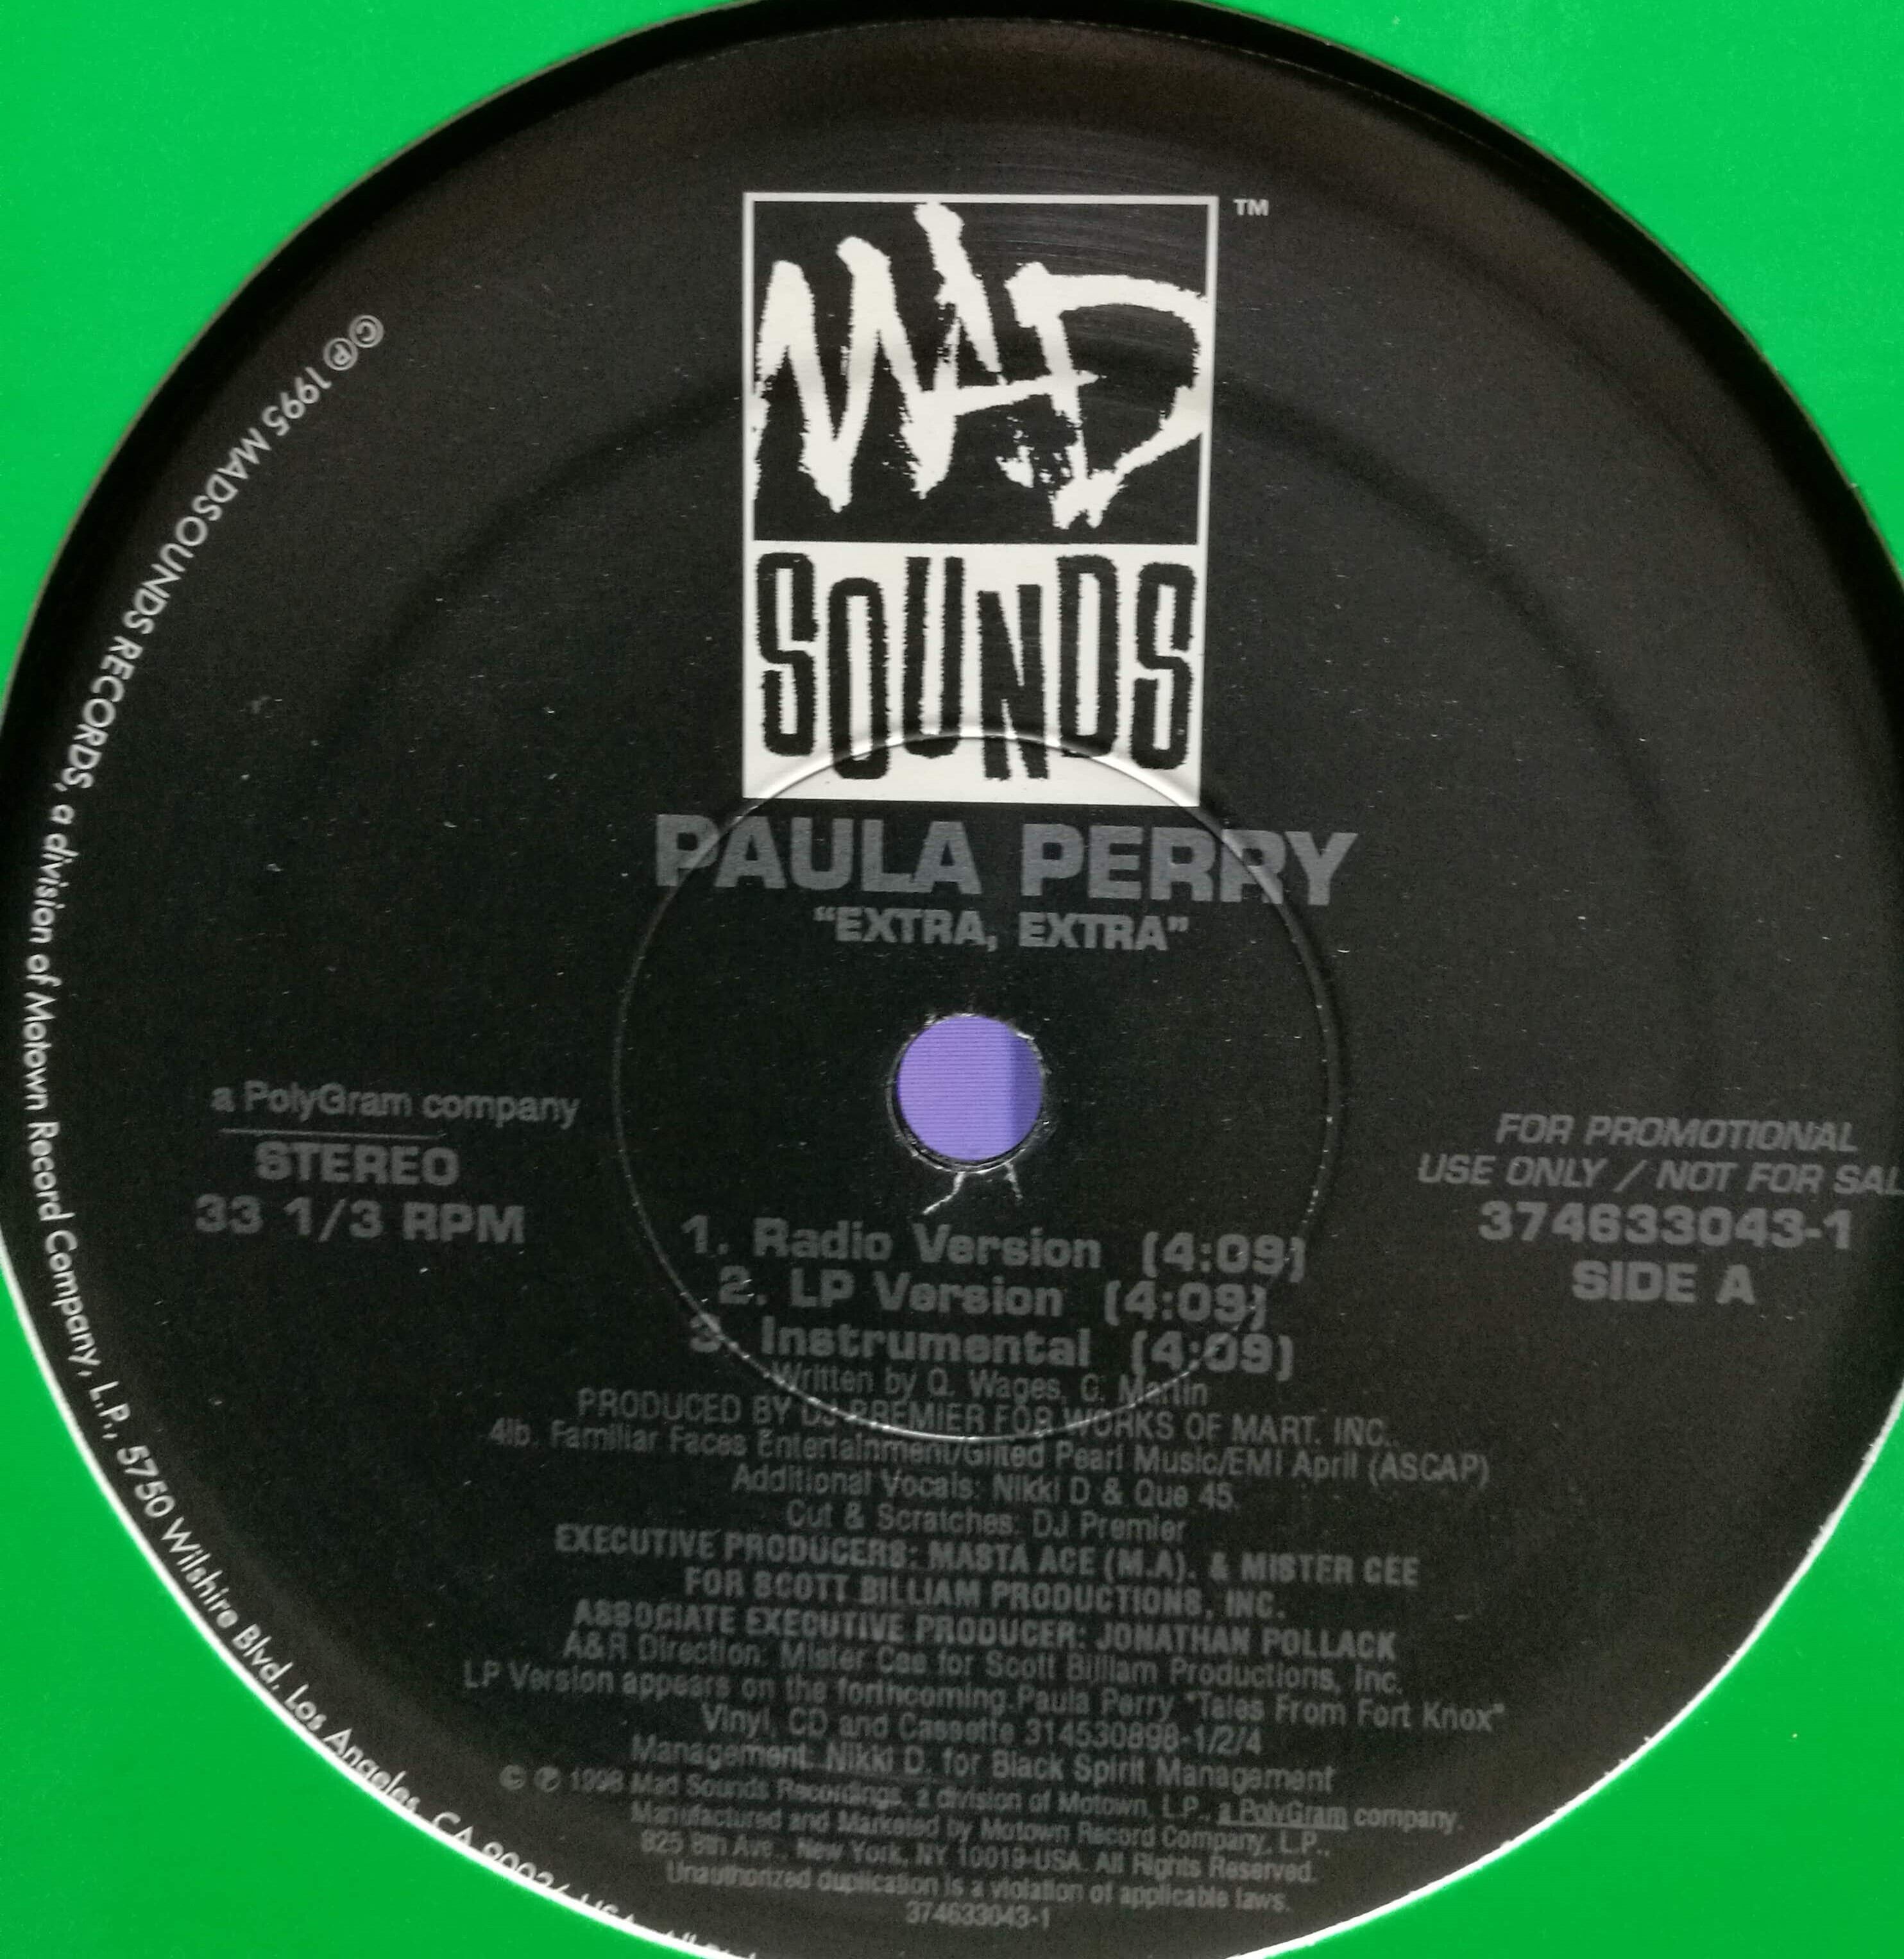 MAD
TM
SOUNDS
PAULA PERRY
“EXTRA, EXTRA”
a PolyGram company
STEREO
33 1/3 RPM
FOR PROMOTIONAL
USE ONLY / NOT FOR SAL
374633043-1
SIDE A
1. Radio Version (4:09)
2. LP Version (4:09)
3. Instrumental (4:09)
Written by Q. Wages, C. Martin
PRODUCED BY DJ PREMIER FOR WORKS OF MART. INC.
4lb. Familiar Faces Entertainment/Gifted Pearl Music/EMI April (ASCAP)
Additional Vocals: Nikki D & Que 45.
Cut & Scratches: DJ Premier
EXECUTIVE PRODUCERS: MASTA ACE (M.A). & MISTER CEE
FOR SCOTT BILLIAM PRODUCTIONS, INC.
ASSOCIATE EXECUTIVE PRODUCER: JONATHAN POLLACK
A&R Direction: Mister Cee for Scott Billiam Productions, Inc.
LP Version appears on the forthcoming Paula Perry "Tales From Fort Knox"
Vinyl, CD and Cassette 314530898-1/2/4
Management: Nikki D. for Black Spirit Management
© ℗ 1998 Mad Sounds Recordings, a division of Motown, L.P., a PolyGram company.
Manufactured and Marketed by Motown Record Company, L.P.,
825 8th Ave., New York, NY 10019-USA. All Rights Reserved.
Unauthorized duplication is a violation of applicable laws.
374633043-1
© ℗ 1995 MADSOUNDS RECORDS, a division of Motown Record Company, L.P., 5750 Wilshire Blvd. Los Angeles, CA